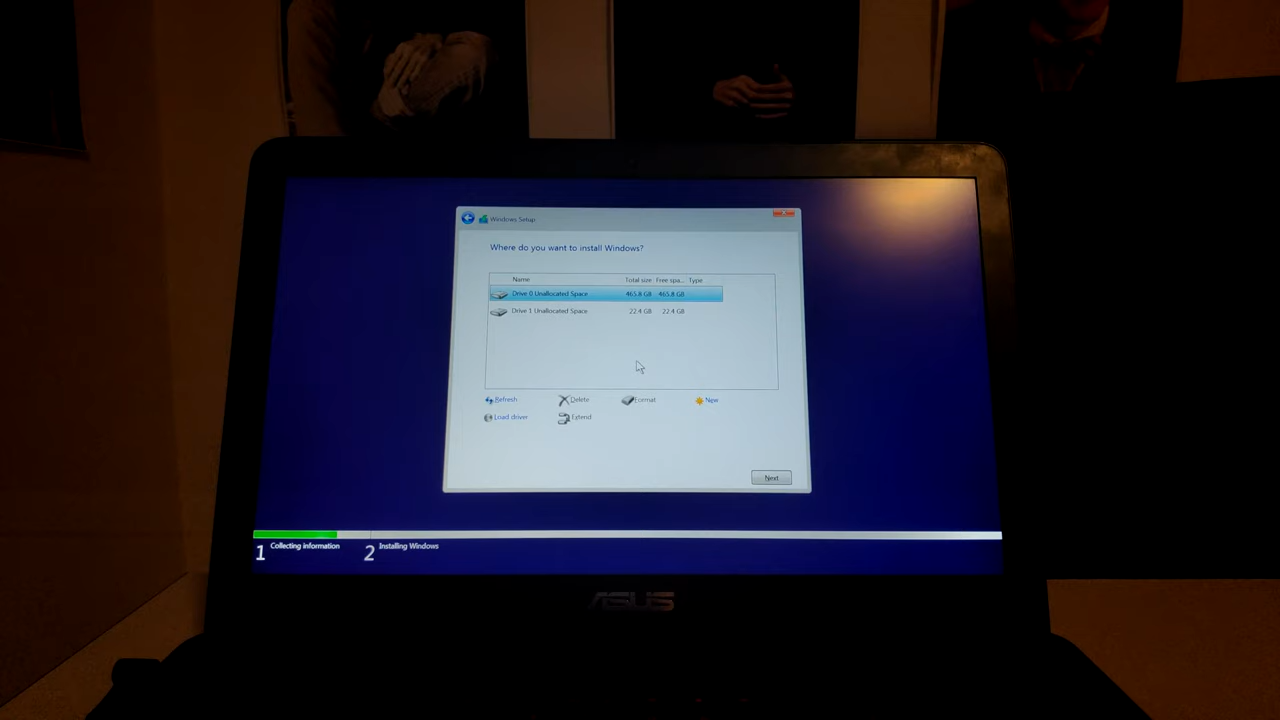 Windows Setup
Where do you want to install Windows?
Name Total size Free spa... Type
Drive 0 Unallocated Space 465.8 GB 465.8 GB
Drive 1 Unallocated Space 22.4 GB 22.4 GB
Refresh Delete Format New
Load driver Extend
Next
1 Collecting information 2 Installing Windows
ASUS